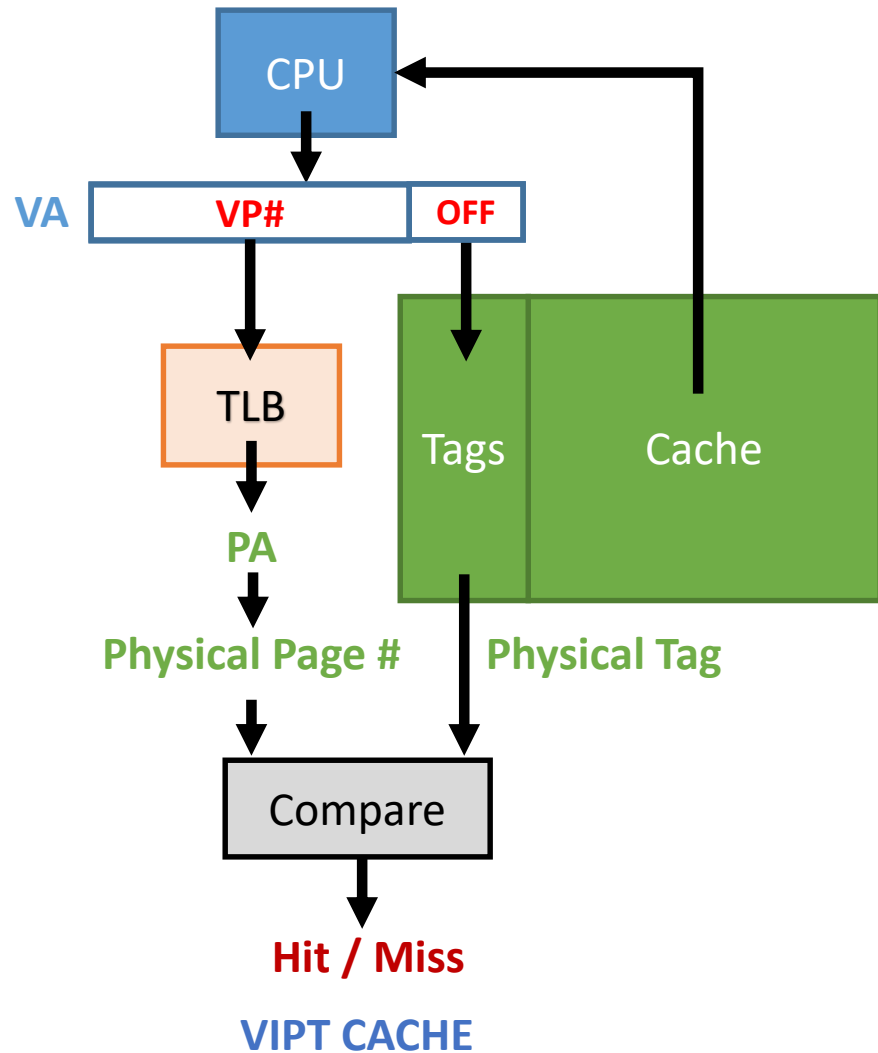 CPU
VA VP# OFF
TLB
Tags Cache
PA
Physical Page # Physical Tag
Compare
Hit / Miss
VIPT CACHE